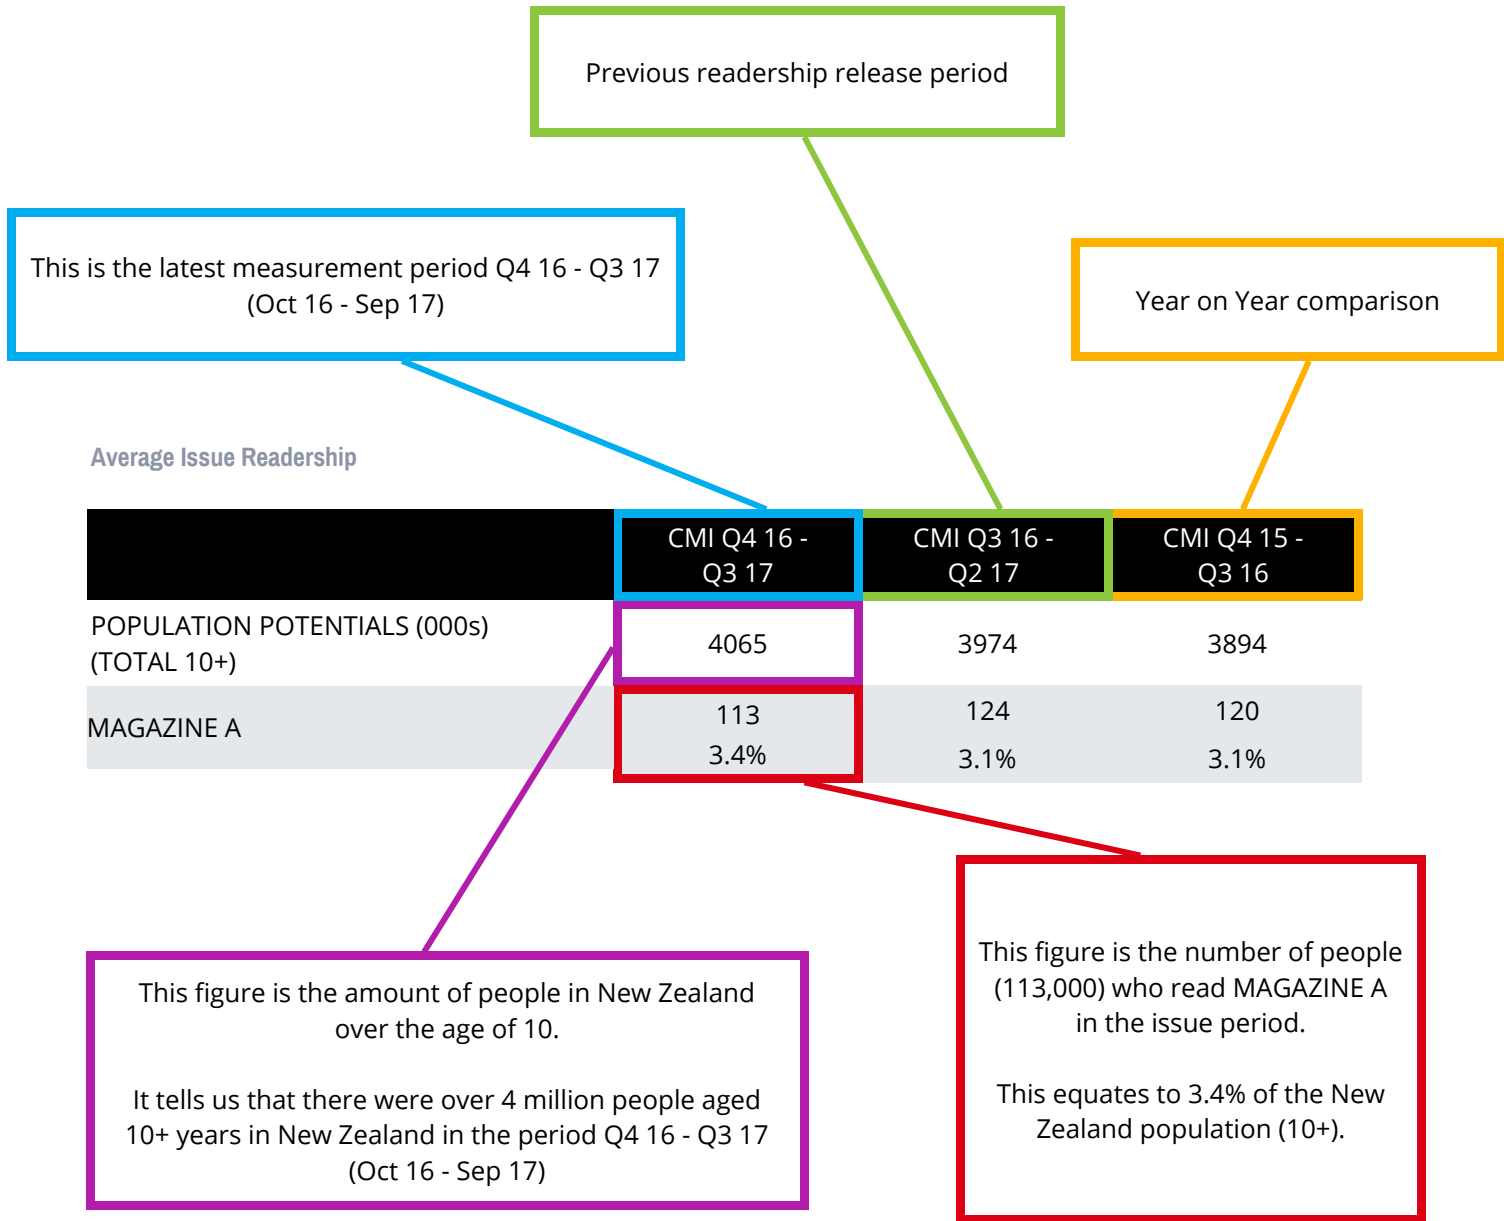 Previous readership release period
This is the latest measurement period Q4 16 - Q3 17
(Oct 16 - Sep 17)
Year on Year comparison
Average Issue Readership
CMI Q4 16 -
Q3 17
CMI Q3 16 -
Q2 17
CMI Q4 15 -
Q3 16
POPULATION POTENTIALS (000s)
(TOTAL 10+)
4065
3974
3894
MAGAZINE A
113
124
120
3.4%
3.1%
3.1%
This figure is the amount of people in New Zealand
over the age of 10.
It tells us that there were over 4 million people aged
10+ years in New Zealand in the period Q4 16 - Q3 17
(Oct 16 - Sep 17)
This figure is the number of people
(113,000) who read MAGAZINE A
in the issue period.
This equates to 3.4% of the New
Zealand population (10+).